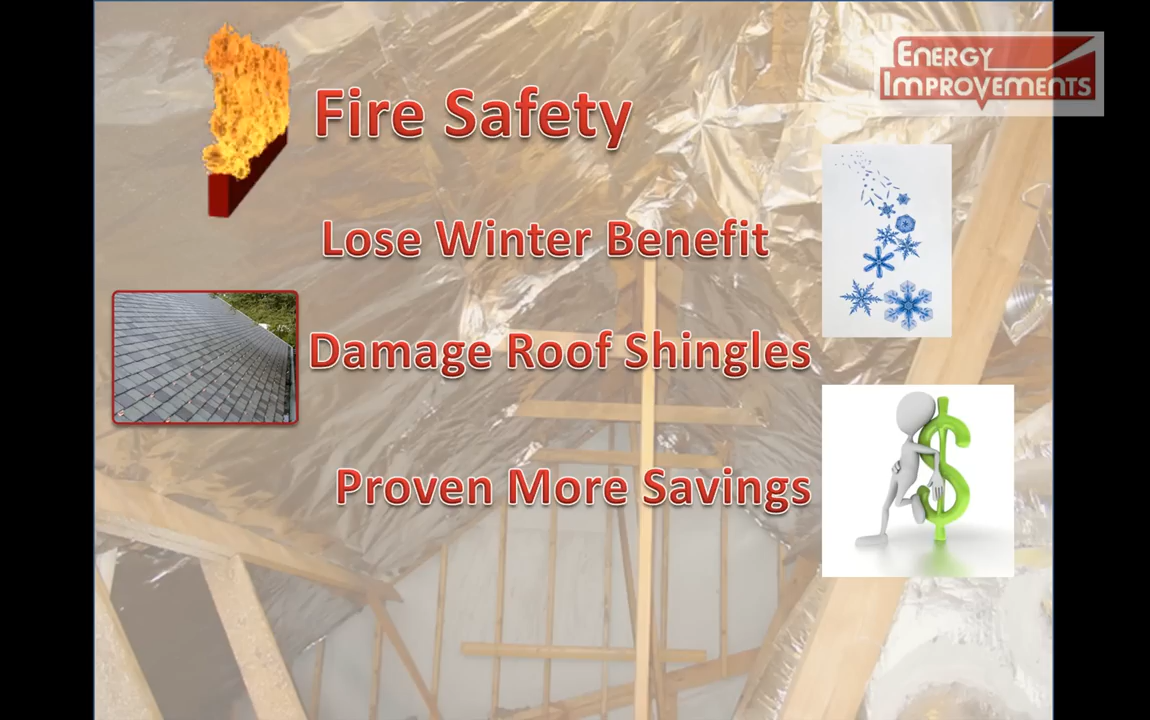 Energy
Improvements
Fire Safety
Lose Winter Benefit
Damage Roof Shingles
Proven More Savings